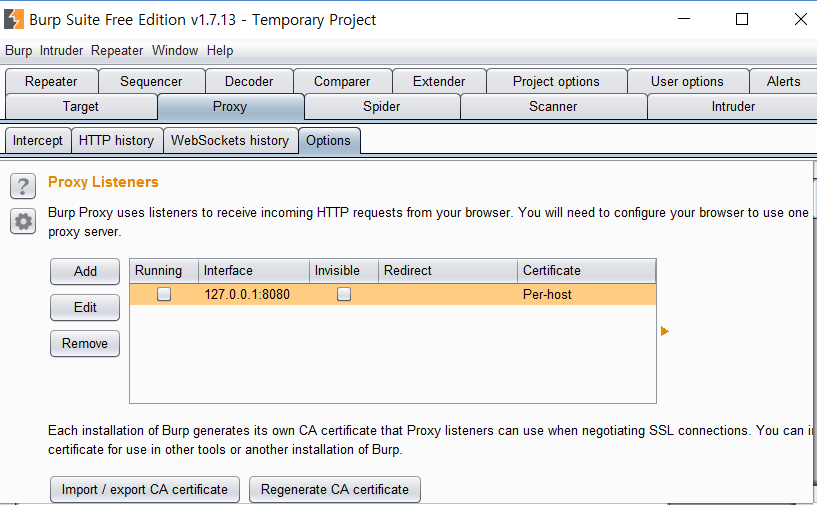 Burp Suite Free Edition v1.7.13 - Temporary Project
Burp Intruder Repeater Window Help
Repeater Sequencer Decoder Comparer Extender Project options User options Alerts
Target Proxy Spider Scanner Intruder
Intercept HTTP history WebSockets history Options
?
Proxy Listeners
Burp Proxy uses listeners to receive incoming HTTP requests from your browser. You will need to configure your browser to use one
proxy server.
Add
Edit
Remove
Running Interface Invisible Redirect Certificate
127.0.0.1:8080 Per-host
Each installation of Burp generates its own CA certificate that Proxy listeners can use when negotiating SSL connections. You can
certificate for use in other tools or another installation of Burp.
Import / export CA certificate Regenerate CA certificate